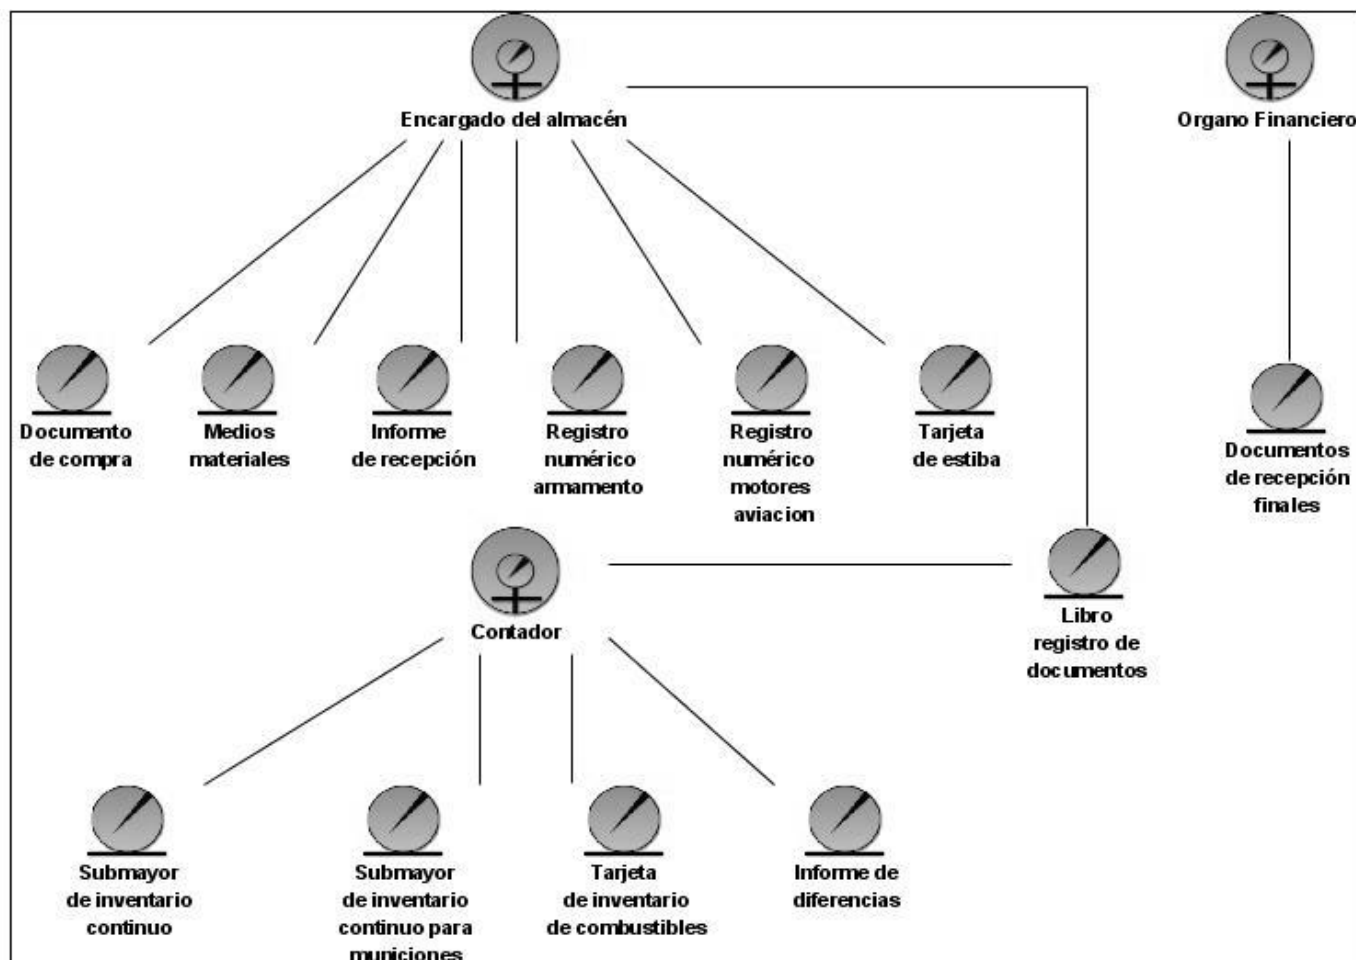 Encargado del almacén
Organo Financiero
Documento
de compra
Medios
materiales
Informe
de recepción
Registro
numérico
armamento
Registro
numérico
motores
aviacion
Tarjeta
de estiba
Documentos
de recepción
finales
Contador
Libro
registro de
documentos
Submayor
de inventario
continuo
Submayor
de inventario
continuo para
municiones
Tarjeta
de inventario
de combustibles
Informe de
diferencias